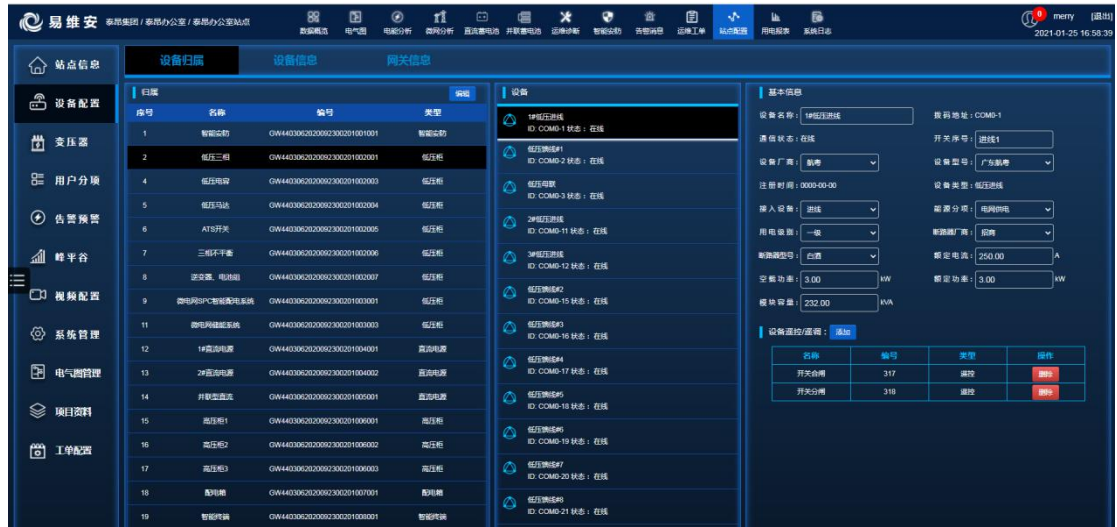 易维安 泰昂集团 / 泰昂办公室 / 泰昂办公室站点
数据概览 电气图 电能分析 微网分析 直流蓄电池 并联蓄电池 运维诊断 智能安防 告警消息 运维工单 站点配置 用电报表 系统日志
0 merry [退出]
2021-01-25 16:58:39
站点信息
设备配置
变压器
用户分项
告警预警
峰平谷
视频配置
系统管理
电气图管理
项目资料
工单配置
设备归属 设备信息 网关信息
归属 编辑
序号 名称 编号 类型
1 智能安防 GW4403062020092300201001001 智能安防
2 低压三相 GW4403062020092300201002001 低压柜
4 低压电容 GW4403062020092300201002003 低压柜
5 低压马达 GW4403062020092300201002004 低压柜
6 ATS开关 GW4403062020092300201002005 低压柜
7 三相不平衡 GW4403062020092300201002006 低压柜
8 逆变器、电池组 GW4403062020092300201002007 低压柜
9 微电网SPC智能配电系统 GW4403062020092300201003001 低压柜
11 微电网储能系统 GW4403062020092300201003003 低压柜
12 1#直流电源 GW4403062020092300201004001 直流电源
13 2#直流电源 GW4403062020092300201004002 直流电源
14 并联型直流 GW4403062020092300201005001 直流电源
15 高压柜1 GW4403062020092300201006001 高压柜
16 高压柜2 GW4403062020092300201006002 高压柜
17 高压柜3 GW4403062020092300201006003 高压柜
18 配电箱 GW4403062020092300201007001 配电箱
19 智能终端 GW4403062020092300201008001 智能终端
设备
1#低压进线
ID: COM0-1 状态： 在线
低压馈线#1
ID: COM0-2 状态： 在线
低压母联
ID: COM0-3 状态： 在线
2#低压进线
ID: COM0-11 状态： 在线
3#低压进线
ID: COM0-12 状态： 在线
低压馈线#2
ID: COM0-15 状态： 在线
低压馈线#3
ID: COM0-16 状态： 在线
低压馈线#4
ID: COM0-17 状态： 在线
低压馈线#5
ID: COM0-18 状态： 在线
低压馈线#6
ID: COM0-19 状态： 在线
低压馈线#7
ID: COM0-20 状态： 在线
低压馈线#8
ID: COM0-21 状态： 在线
基本信息
设备名称： 1#低压进线 拨码地址：COM0-1
通信状态：在线 开关序号： 进线1
设备厂商： 航粤 设备型号： 广东航粤
注册时间：0000-00-00 设备类型：低压进线
接入设备： 进线 能源分项： 电网供电
用电级别： 一级 断路器厂商： 招商
断路器型号： 白酒 额定电流： 250.00 A
空载功率： 3.00 kW 额定功率： 3.00 kW
模块容量： 232.00 kVA
设备遥控/遥调： 添加
名称 编号 类型 操作
开关合闸 317 遥控 删除
开关分闸 318 遥控 删除